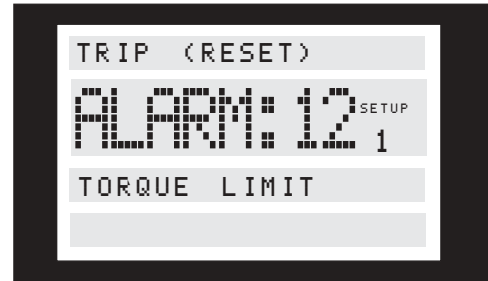 TRIP (RESET)
ALARM: 12 SETUP 1
TORQUE LIMIT